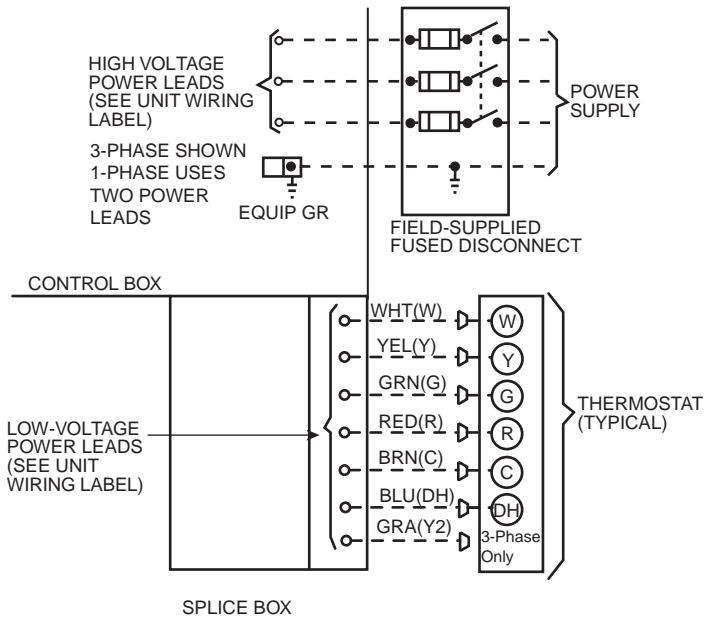 HIGH VOLTAGE
POWER LEADS
(SEE UNIT WIRING
LABEL)
POWER
SUPPLY
3-PHASE SHOWN
1-PHASE USES
TWO POWER
LEADS
EQUIP GR
FIELD-SUPPLIED
FUSED DISCONNECT
CONTROL BOX
WHT(W)
W
YEL(Y)
Y
GRN(G)
G
RED(R)
R
BRN(C)
C
BLU(DH)
DH
GRA(Y2)
3-Phase
Only
THERMOSTAT
(TYPICAL)
LOW-VOLTAGE
POWER LEADS
(SEE UNIT
WIRING LABEL)
SPLICE BOX